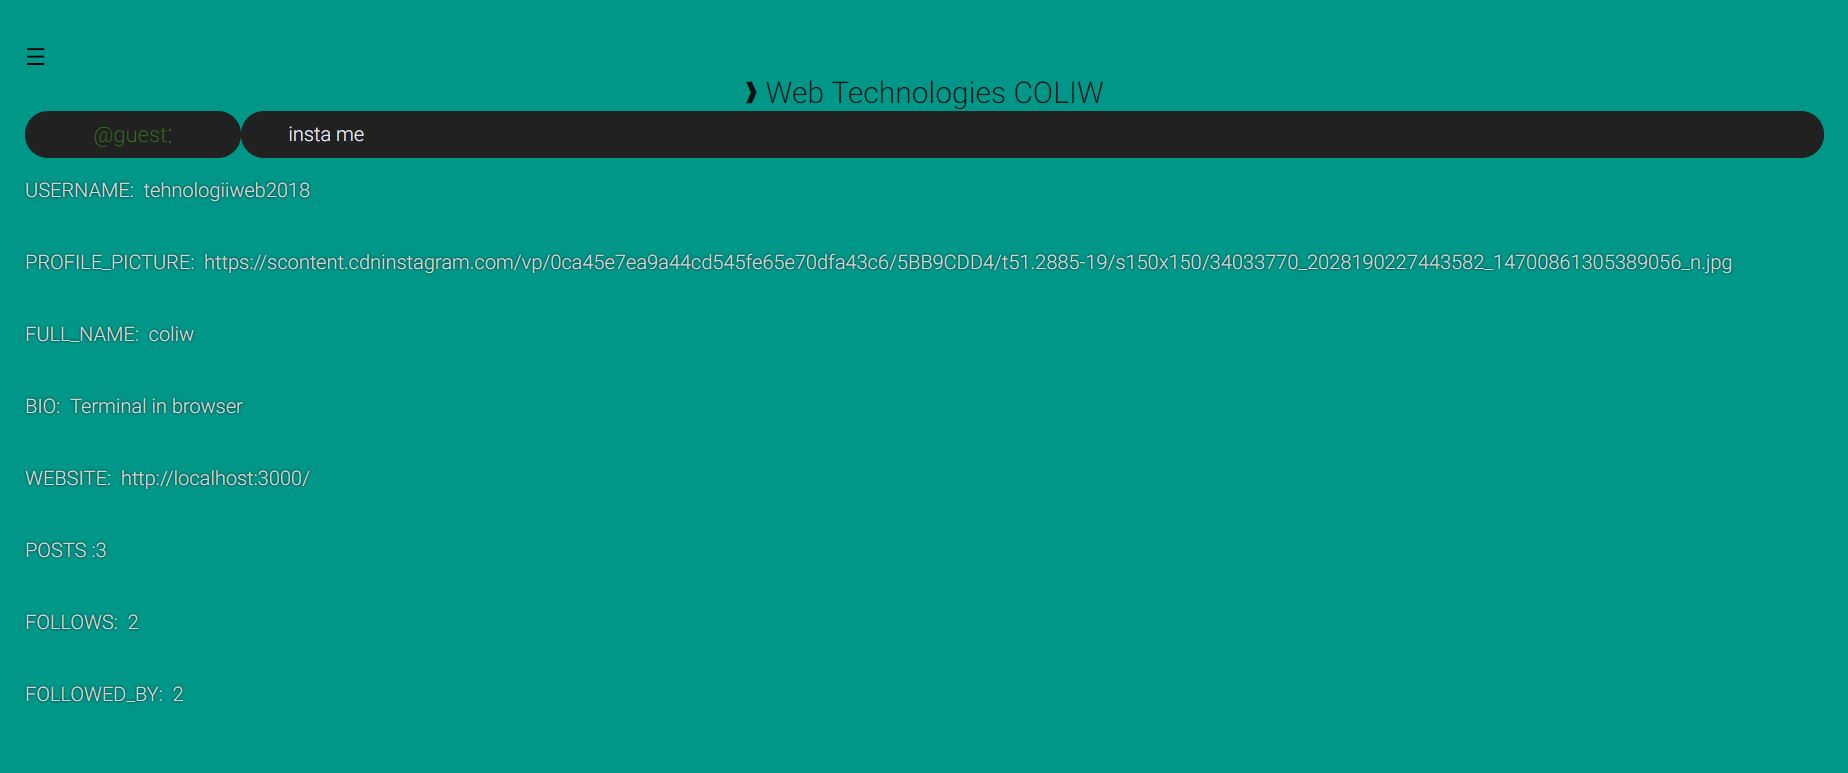 ☰
❱ Web Technologies COLIW
@guest: insta me
USERNAME: tehnologiiweb2018
PROFILE_PICTURE: https://scontent.cdninstagram.com/vp/0ca45e7ea9a44cd545fe65e70dfa43c6/5BB9CDD4/t51.2885-19/s150x150/34033770_2028190227443582_14700861305389056_n.jpg
FULL_NAME: coliw
BIO: Terminal in browser
WEBSITE: http://localhost:3000/
POSTS :3
FOLLOWS: 2
FOLLOWED_BY: 2